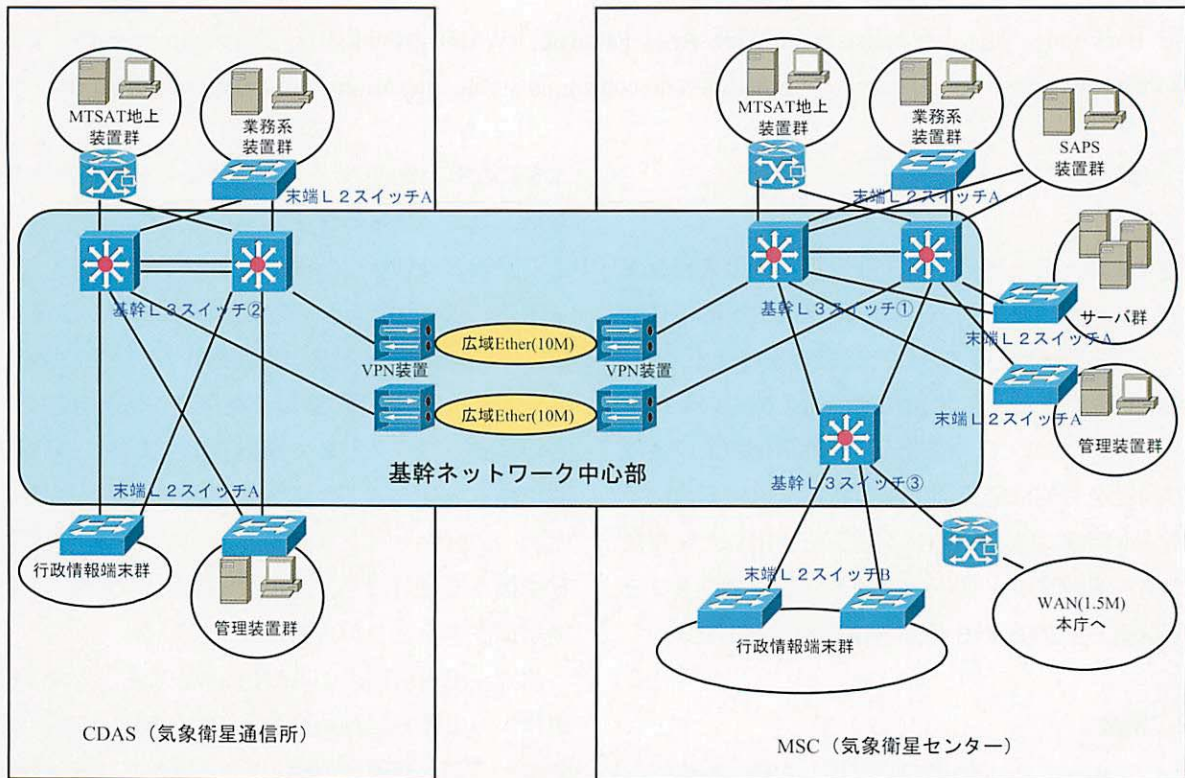 MTSAT地上
装置群
業務系
装置群
末端L2スイッチA
基幹L3スイッチ②
VPN装置
広域Ether(10M)
広域Ether(10M)
VPN装置
MTSAT地上
装置群
業務系
装置群
SAPS
装置群
末端L2スイッチA
基幹L3スイッチ①
サーバ群
末端L2スイッチA
末端L2スイッチA
管理装置群
基幹ネットワーク中心部
基幹L3スイッチ③
末端L2スイッチA
行政情報端末群
管理装置群
末端L2スイッチB
行政情報端末群
WAN(1.5M)
本庁へ
CDAS（気象衛星通信所）
MSC（気象衛星センター）